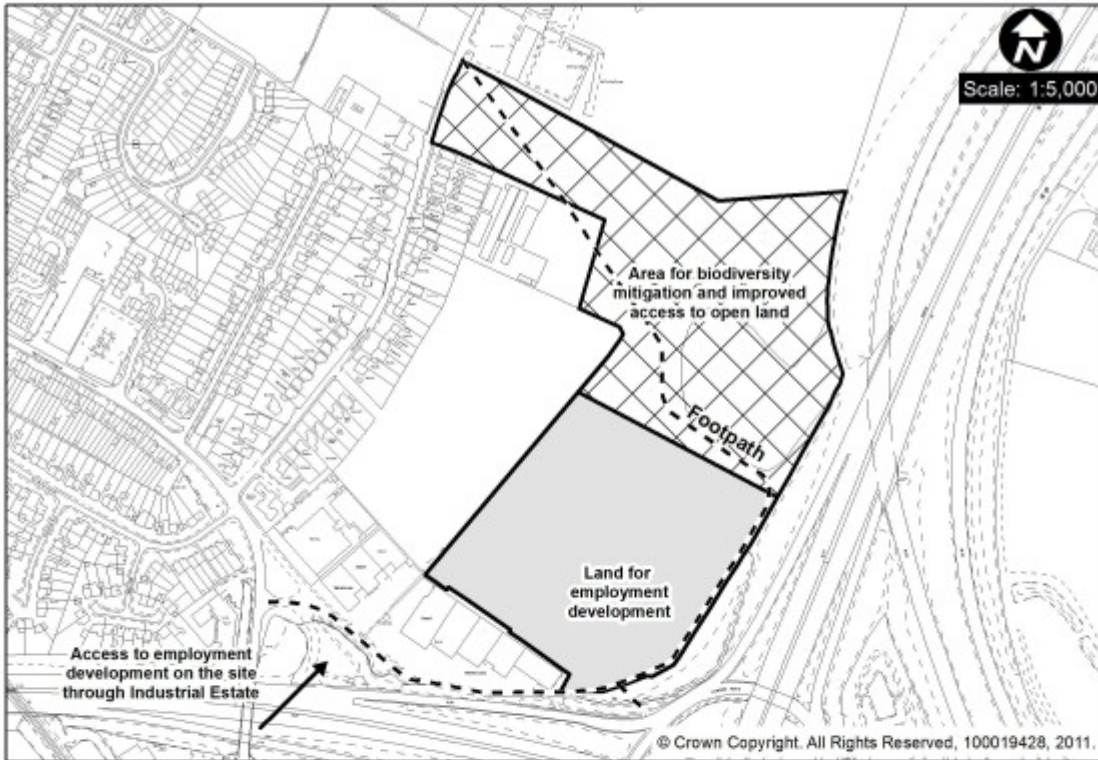 N
Scale: 1:5,000
Area for biodiversity
mitigation and improved
access to open land
Footpath
Land for
employment
development
Access to employment
development on the site
through Industrial Estate
© Crown Copyright. All Rights Reserved, 100019428, 2011.